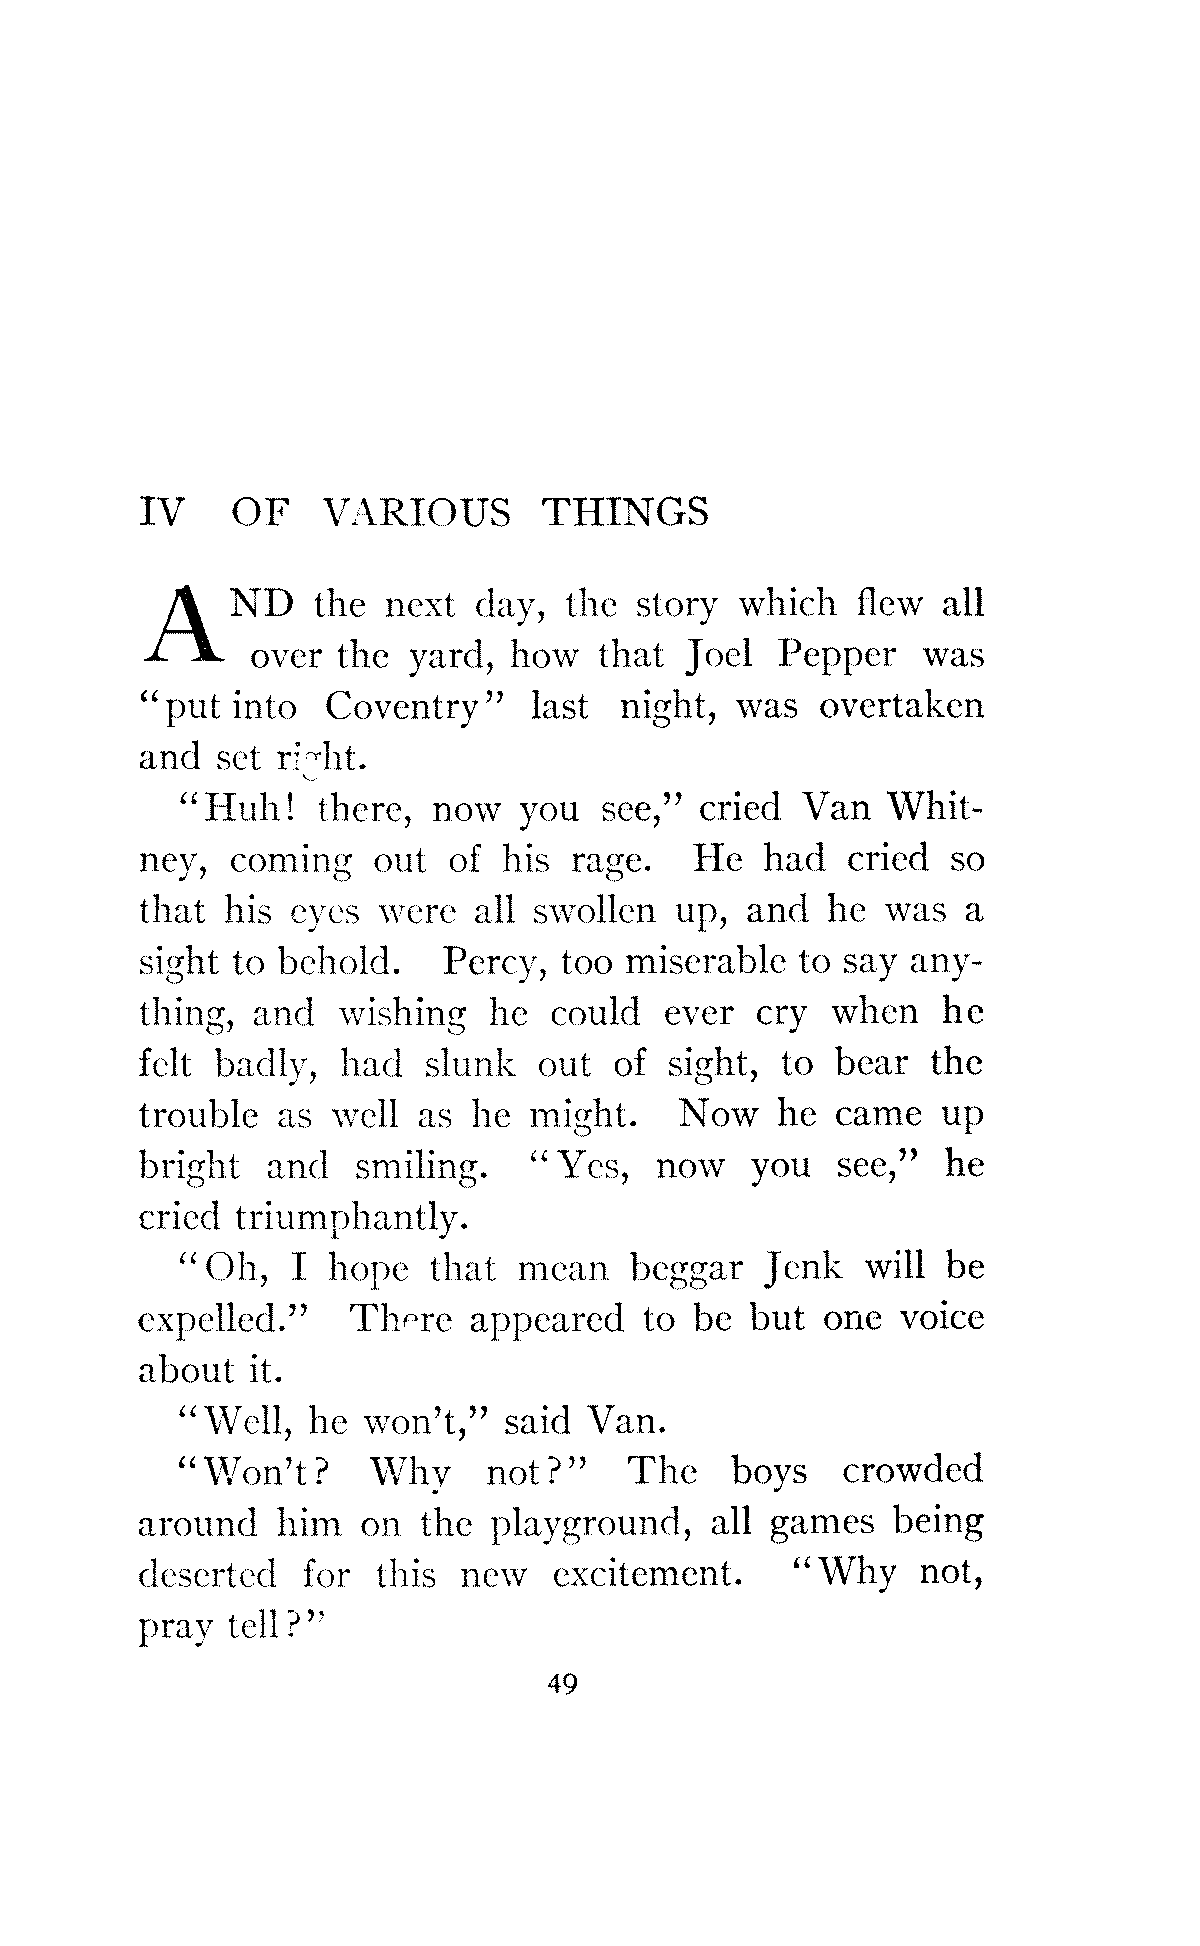 IV OF VARIOUS THINGS
AND the next day, the story which flew all
over the yard, how that Joel Pepper was
“put into Coventry” last night, was overtaken
and set right.
“Huh! there, now you see,” cried Van Whit-
ney, coming out of his rage. He had cried so
that his eyes were all swollen up, and he was a
sight to behold. Percy, too miserable to say any-
thing, and wishing he could ever cry when he
felt badly, had slunk out of sight, to bear the
trouble as well as he might. Now he came up
bright and smiling. “Yes, now you see,” he
cried triumphantly.
“Oh, I hope that mean beggar Jenk will be
expelled.” There appeared to be but one voice
about it.
“Well, he won’t,” said Van.
“Won’t? Why not?” The boys crowded
around him on the playground, all games being
deserted for this new excitement. “Why not,
pray tell?”
49